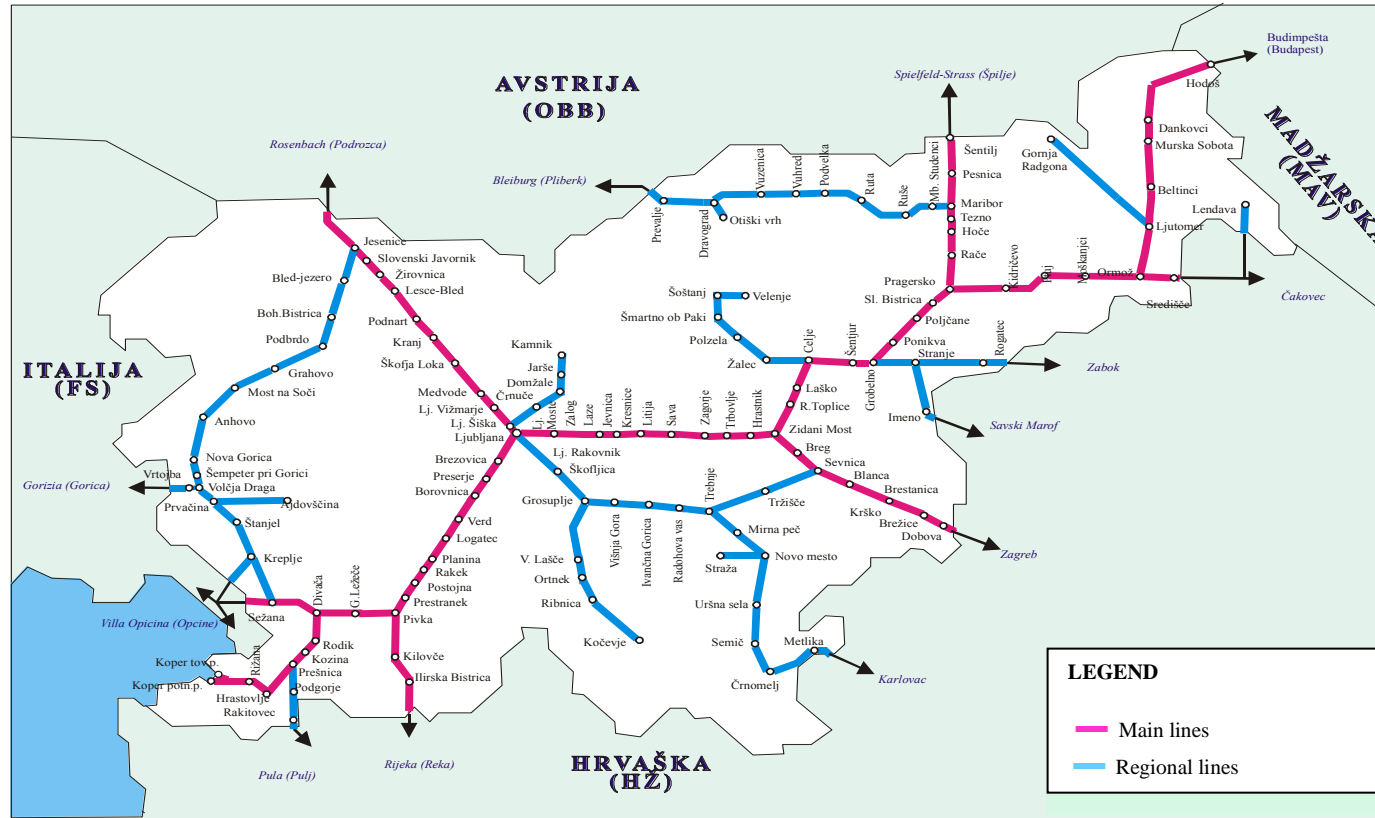 Budimpešta
(Budapest)
Spielfeld-Strass (Špilje)
AVSTRIJA
(OBB)
MADŽARSKA
(MAV)
Hodoš
Rosenbach (Podrozca)
Bleiburg (Pliberk)
Dankovci
Murska Sobota
Šentilj
Pesnica
Gornja
Radgona
Beltinci
Lendava
Ljutomer
Prevalje
Dravograd
Otiški vrh
Vuzenica
Vuhred
Podvelka
Ruta
Ruše
Mb. Studenci
Maribor
Tezno
Hoče
Rače
Pragersko
Kidričevo
Moškanjci
Ormož
Središče
Čakovec
Jesenice
Slovenski Javornik
Žirovnica
Lesce-Bled
Bled-jezero
Boh.Bistrica
Podbrdo
Grahovo
Most na Soči
Anhovo
Podnart
Kranj
Škofja Loka
Medvode
Lj. Vižmarje
Lj. Šiška
Ljubljana
Kamnik
Jarše
Domžale
Črnuče
Šoštanj
Velenje
Šmartno ob Paki
Polzela
Žalec
Celje
Šentjur
Grobelno
Sl. Bistrica
Poljčane
Ponikva
Stranje
Rogatec
Zabok
Imeno
Savski Marof
ITALIJA
(FS)
Lj.
Moste
Zalog
Laze
Jevnica
Kresnice
Litija
Sava
Zagorje
Trbovlje
Hrastnik
Laško
R.Toplice
Zidani Most
Breg
Sevnica
Blanca
Brestanica
Krško
Brežice
Dobova
Zagreb
Nova Gorica
Šempeter pri Gorici
Vrtojba
Volčja Draga
Gorizia (Gorica)
Prvačina
Ajdovščina
Štanjel
Kreplje
Brezovica
Preserje
Borovnica
Verd
Logatec
Planina
Rakek
Postojna
Prestranek
Pivka
Lj. Rakovnik
Škofljica
Grosuplje
Višnja Gora
Ivančna Gorica
Radohova vas
Trebnje
Tržišče
Mirna peč
Novo mesto
Straža
Uršna sela
Semič
Črnomelj
Metlika
Karlovac
V. Lašče
Ortnek
Ribnica
Kočevje
Sežana
Villa Opicina (Opcine)
Divača
G.Ležeče
Rodik
Kozina
Prešnica
Podgorje
Koper tov.p.
Koper potn.p.
Rižana
Hrastovlje
Rakitovec
Kilovče
Ilirska Bistrica
Pula (Pulj)
Rijeka (Reka)
HRVAŠKA
(HŽ)
LEGEND
Main lines
Regional lines